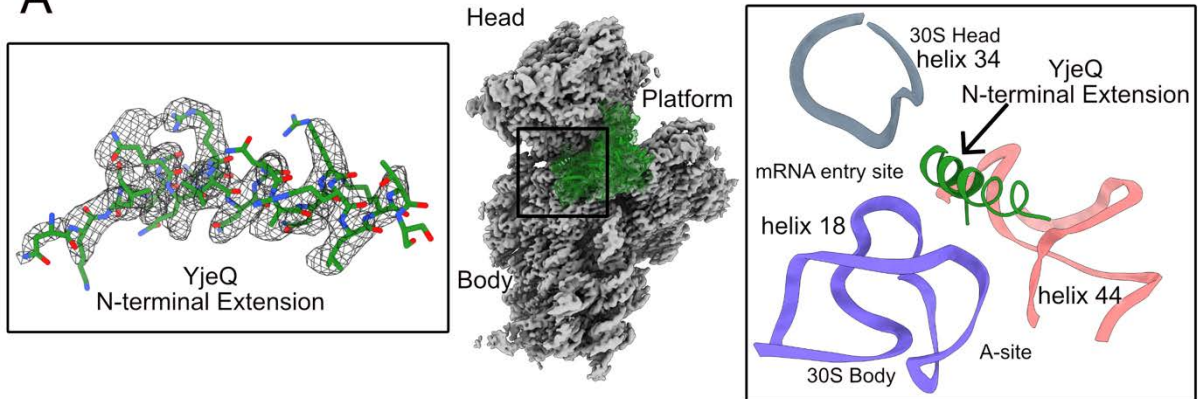 A
YjeQ
N-terminal Extension
Head
Platform
Body
30S Head
helix 34
YjeQ
N-terminal Extension
mRNA entry site
helix 18
helix 44
A-site
30S Body